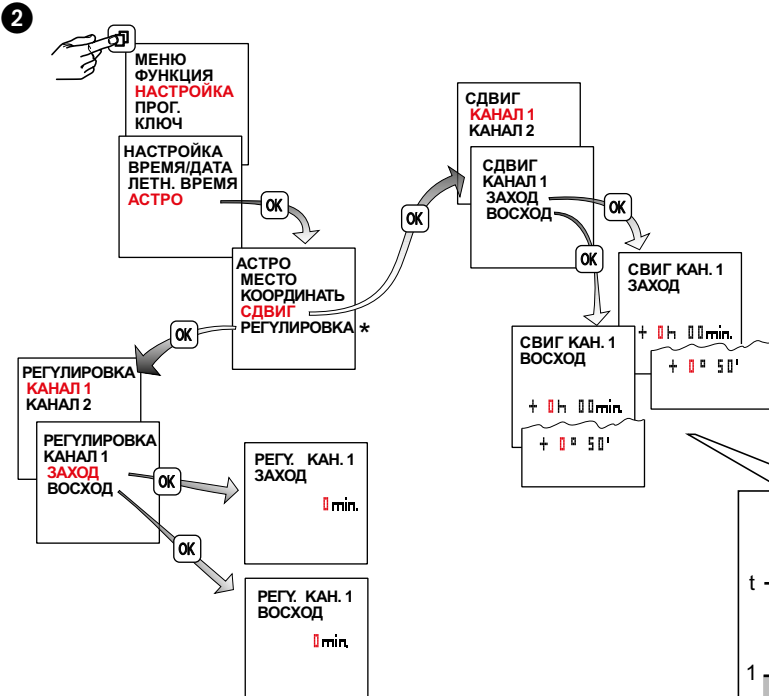 2
МЕНЮ
ФУНКЦИЯ
НАСТРОЙКА
ПРОГ.
КЛЮЧ
НАСТРОЙКА
ВРЕМЯ/ДАТА
ЛЕТН. ВРЕМЯ
АСТРО
OK
АСТРО
МЕСТО
КООРДИНАТЬ
СДВИГ
РЕГУЛИРОВКА *
OK
СДВИГ
КАНАЛ 1
КАНАЛ 2
СДВИГ
КАНАЛ 1
ЗАХОД
ВОСХОД
OK
OK
СВИГ КАН. 1
ЗАХОД
+ 0h 00min.
+ 0° 50'
СВИГ КАН. 1
ВОСХОД
+ 0h 00min.
+ 0° 50'
OK
РЕГУЛИРОВКА
КАНАЛ 1
КАНАЛ 2
РЕГУЛИРОВКА
КАНАЛ 1
ЗАХОД
ВОСХОД
OK
OK
РЕГУ. КАН. 1
ЗАХОД
0min.
РЕГУ. КАН. 1
ВОСХОД
0min.
t
1